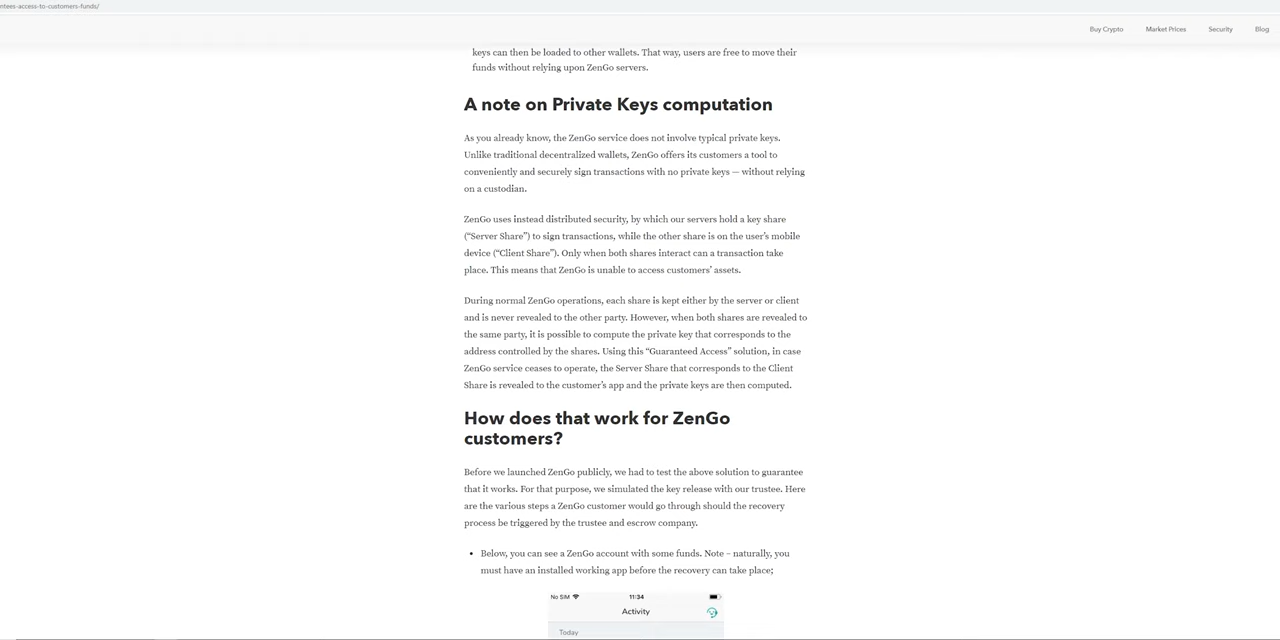 ntees-access-to-customers-funds/
Buy Crypto Market Prices Security Blog
keys can then be loaded to other wallets. That way, users are free to move their
funds without relying upon ZenGo servers.
A note on Private Keys computation
As you already know, the ZenGo service does not involve typical private keys.
Unlike traditional decentralized wallets, ZenGo offers its customers a tool to
conveniently and securely sign transactions with no private keys — without relying
on a custodian.
ZenGo uses instead distributed security, by which our servers hold a key share
(“Server Share”) to sign transactions, while the other share is on the user’s mobile
device (“Client Share”). Only when both shares interact can a transaction take
place. This means that ZenGo is unable to access customers’ assets.
During normal ZenGo operations, each share is kept either by the server or client
and is never revealed to the other party. However, when both shares are revealed to
the same party, it is possible to compute the private key that corresponds to the
address controlled by the shares. Using this “Guaranteed Access” solution, in case
ZenGo service ceases to operate, the Server Share that corresponds to the Client
Share is revealed to the customer’s app and the private keys are then computed.
How does that work for ZenGo
customers?
Before we launched ZenGo publicly, we had to test the above solution to guarantee
that it works. For that purpose, we simulated the key release with our trustee. Here
are the various steps a ZenGo customer would go through should the recovery
process be triggered by the trustee and escrow company.
• Below, you can see a ZenGo account with some funds. Note – naturally, you
must have an installed working app before the recovery can take place;
No SIM 11:34
Activity
Today